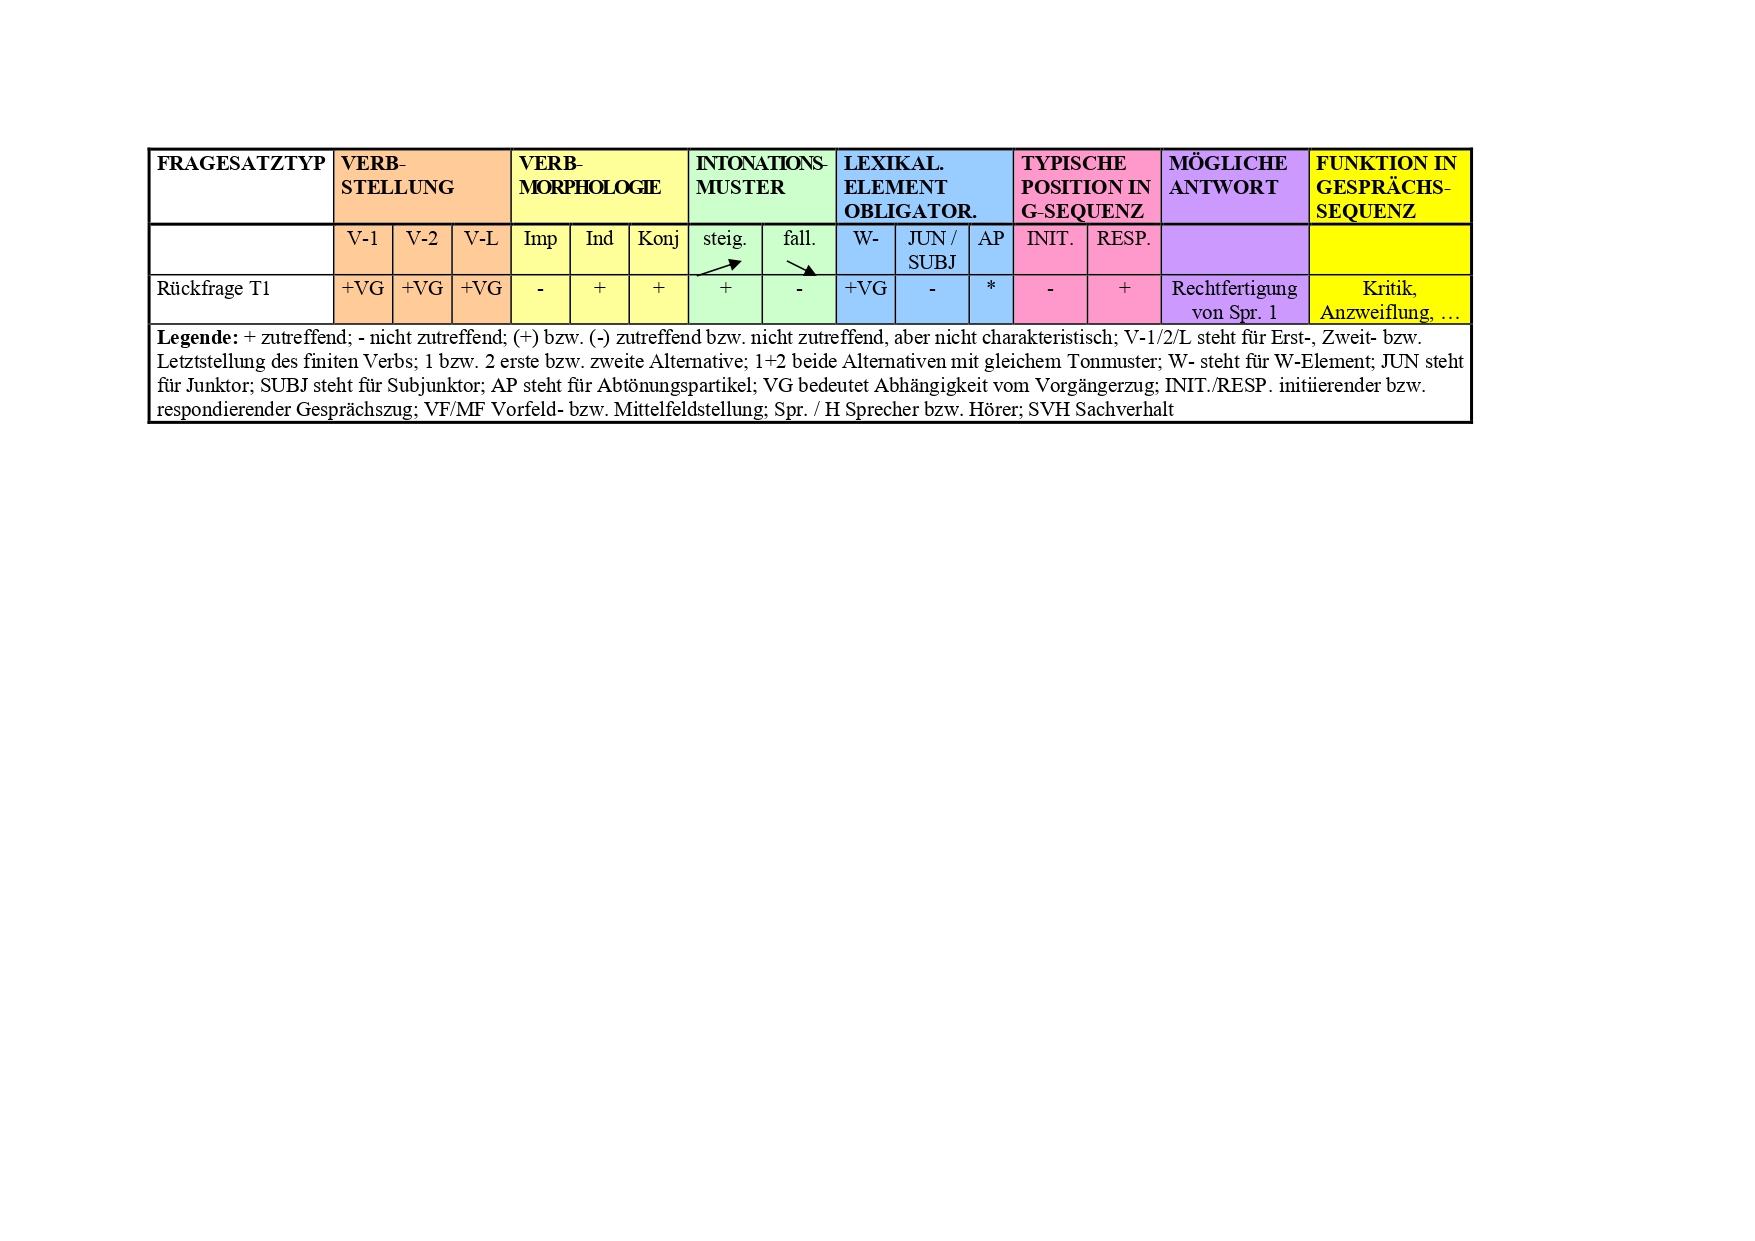 FRAGESATZTYP VERB- VERB- INTONATIONS- LEXIKAL. TYPISCHE MÖGLICHE FUNKTION IN
STELLUNG MORPHOLOGIE MUSTER ELEMENT POSITION IN ANTWORT GESPRÄCHS-
OBLIGATOR. G-SEQUENZ SEQUENZ
V-1 V-2 V-L Imp Ind Konj steig. fall. W- JUN / AP INIT. RESP.
SUBJ
Rückfrage T1 +VG +VG +VG - + + + - +VG - * - + Rechtfertigung Kritik,
von Spr. 1 Anzweiflung, …
Legende: + zutreffend; - nicht zutreffend; (+) bzw. (-) zutreffend bzw. nicht zutreffend, aber nicht charakteristisch; V-1/2/L steht für Erst-, Zweit- bzw.
Letztstellung des finiten Verbs; 1 bzw. 2 erste bzw. zweite Alternative; 1+2 beide Alternativen mit gleichem Tonmuster; W- steht für W-Element; JUN steht
für Junktor; SUBJ steht für Subjunktor; AP steht für Abtönungspartikel; VG bedeutet Abhängigkeit vom Vorgängerzug; INIT./RESP. initiierender bzw.
respondierender Gesprächszug; VF/MF Vorfeld- bzw. Mittelfeldstellung; Spr. / H Sprecher bzw. Hörer; SVH Sachverhalt